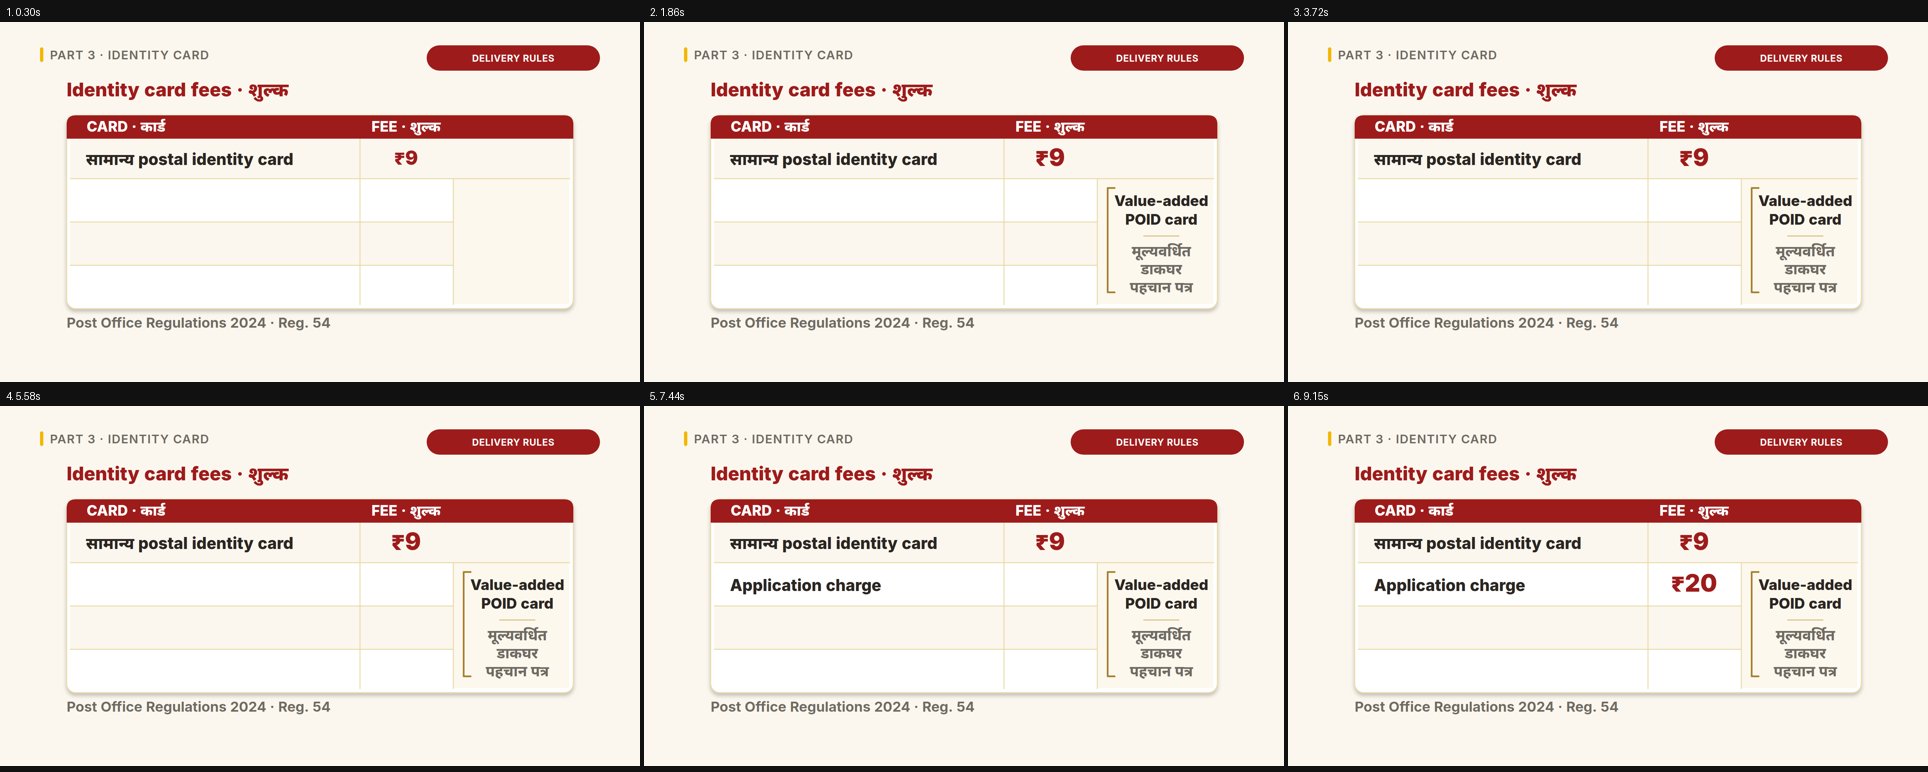 1. 0.30s
PART 3 · IDENTITY CARD
DELIVERY RULES
Identity card fees · शुल्क
CARD · कार्ड
FEE · शुल्क
सामान्य postal identity card
₹9
Post Office Regulations 2024 · Reg. 54
2. 1.86s
PART 3 · IDENTITY CARD
DELIVERY RULES
Identity card fees · शुल्क
CARD · कार्ड
FEE · शुल्क
सामान्य postal identity card
₹9
Value-added
POID card
मूल्यवर्धित
डाकघर
पहचान पत्र
Post Office Regulations 2024 · Reg. 54
3. 3.72s
PART 3 · IDENTITY CARD
DELIVERY RULES
Identity card fees · शुल्क
CARD · कार्ड
FEE · शुल्क
सामान्य postal identity card
₹9
Value-added
POID card
मूल्यवर्धित
डाकघर
पहचान पत्र
Post Office Regulations 2024 · Reg. 54
4. 5.58s
PART 3 · IDENTITY CARD
DELIVERY RULES
Identity card fees · शुल्क
CARD · कार्ड
FEE · शुल्क
सामान्य postal identity card
₹9
Value-added
POID card
मूल्यवर्धित
डाकघर
पहचान पत्र
Post Office Regulations 2024 · Reg. 54
5. 7.44s
PART 3 · IDENTITY CARD
DELIVERY RULES
Identity card fees · शुल्क
CARD · कार्ड
FEE · शुल्क
सामान्य postal identity card
₹9
Application charge
Value-added
POID card
मूल्यवर्धित
डाकघर
पहचान पत्र
Post Office Regulations 2024 · Reg. 54
6. 9.15s
PART 3 · IDENTITY CARD
DELIVERY RULES
Identity card fees · शुल्क
CARD · कार्ड
FEE · शुल्क
सामान्य postal identity card
₹9
Application charge
₹20
Value-added
POID card
मूल्यवर्धित
डाकघर
पहचान पत्र
Post Office Regulations 2024 · Reg. 54